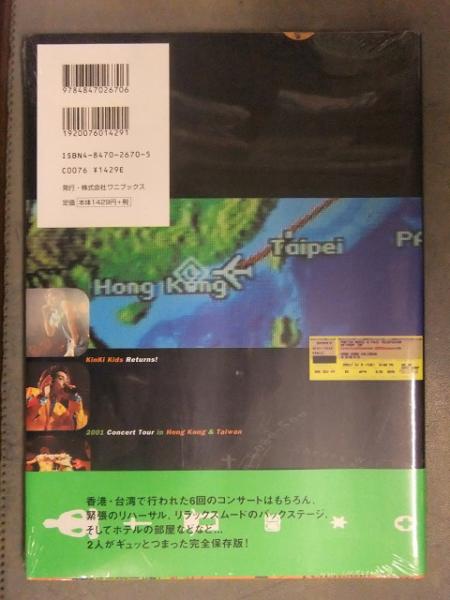 9784847026706
1920076014291
ISBN4-8470-2670-5
C0076 ¥1429E
発行・株式会社ワニブックス
定価 本体1429円+税
Taipei
PA
Hong Kong
KinKi Kids Returns!
2001 Concert Tour in Hong Kong & Taiwan
香港・台湾で行われた6回のコンサートはもちろん、
緊張のリハーサル、リラックスムードのバックステージ、
そしてホテルの部屋などなど…
2人がギュッとつまった完全保存版!